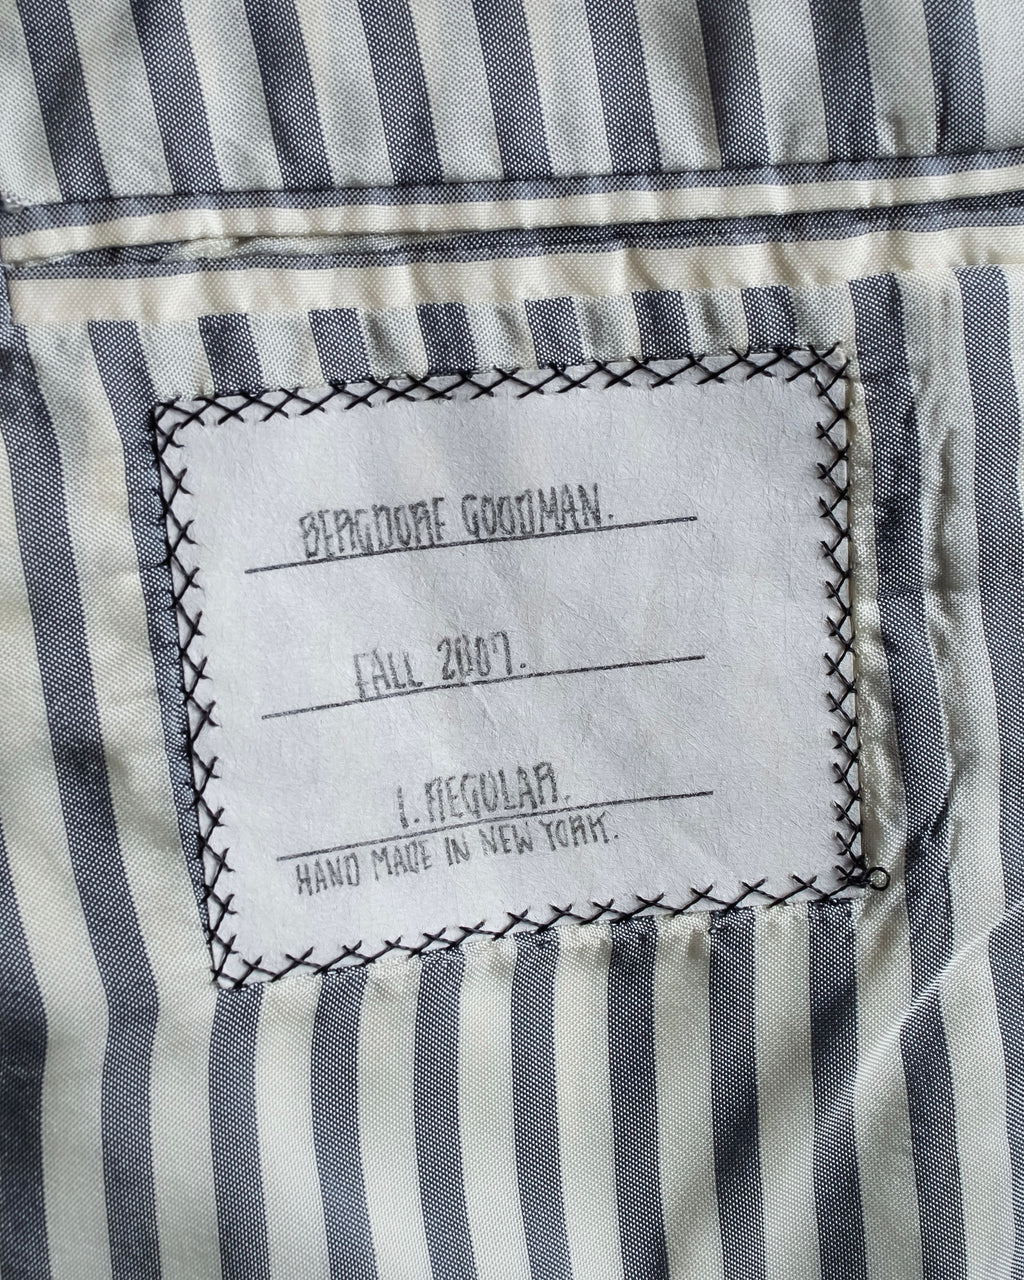 BERGDORF GOODMAN.
FALL 2007.
1. REGULAR.
HAND MADE IN NEW YORK.